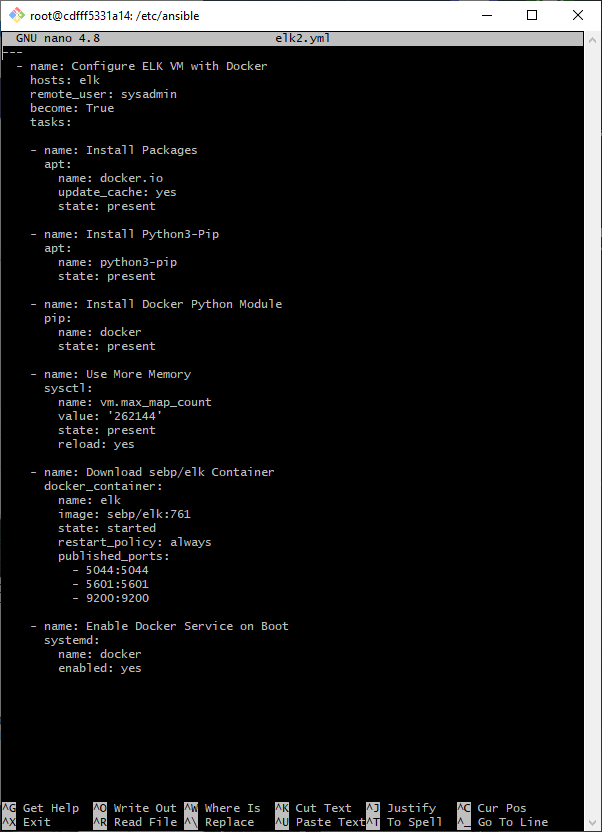 root@cdfff5331a14: /etc/ansible
GNU nano 4.8 elk2.yml
---
- name: Configure ELK VM with Docker
hosts: elk
remote_user: sysadmin
become: True
tasks:
- name: Install Packages
apt:
name: docker.io
update_cache: yes
state: present
- name: Install Python3-Pip
apt:
name: python3-pip
state: present
- name: Install Docker Python Module
pip:
name: docker
state: present
- name: Use More Memory
sysctl:
name: vm.max_map_count
value: '262144'
state: present
reload: yes
- name: Download sebp/elk Container
docker_container:
name: elk
image: sebp/elk:761
state: started
restart_policy: always
published_ports:
- 5044:5044
- 5601:5601
- 9200:9200
- name: Enable Docker Service on Boot
systemd:
name: docker
enabled: yes
^G Get Help ^O Write Out ^W Where Is ^K Cut Text ^J Justify ^C Cur Pos
^X Exit ^R Read File ^\ Replace ^U Paste Text ^T To Spell ^_ Go To Line